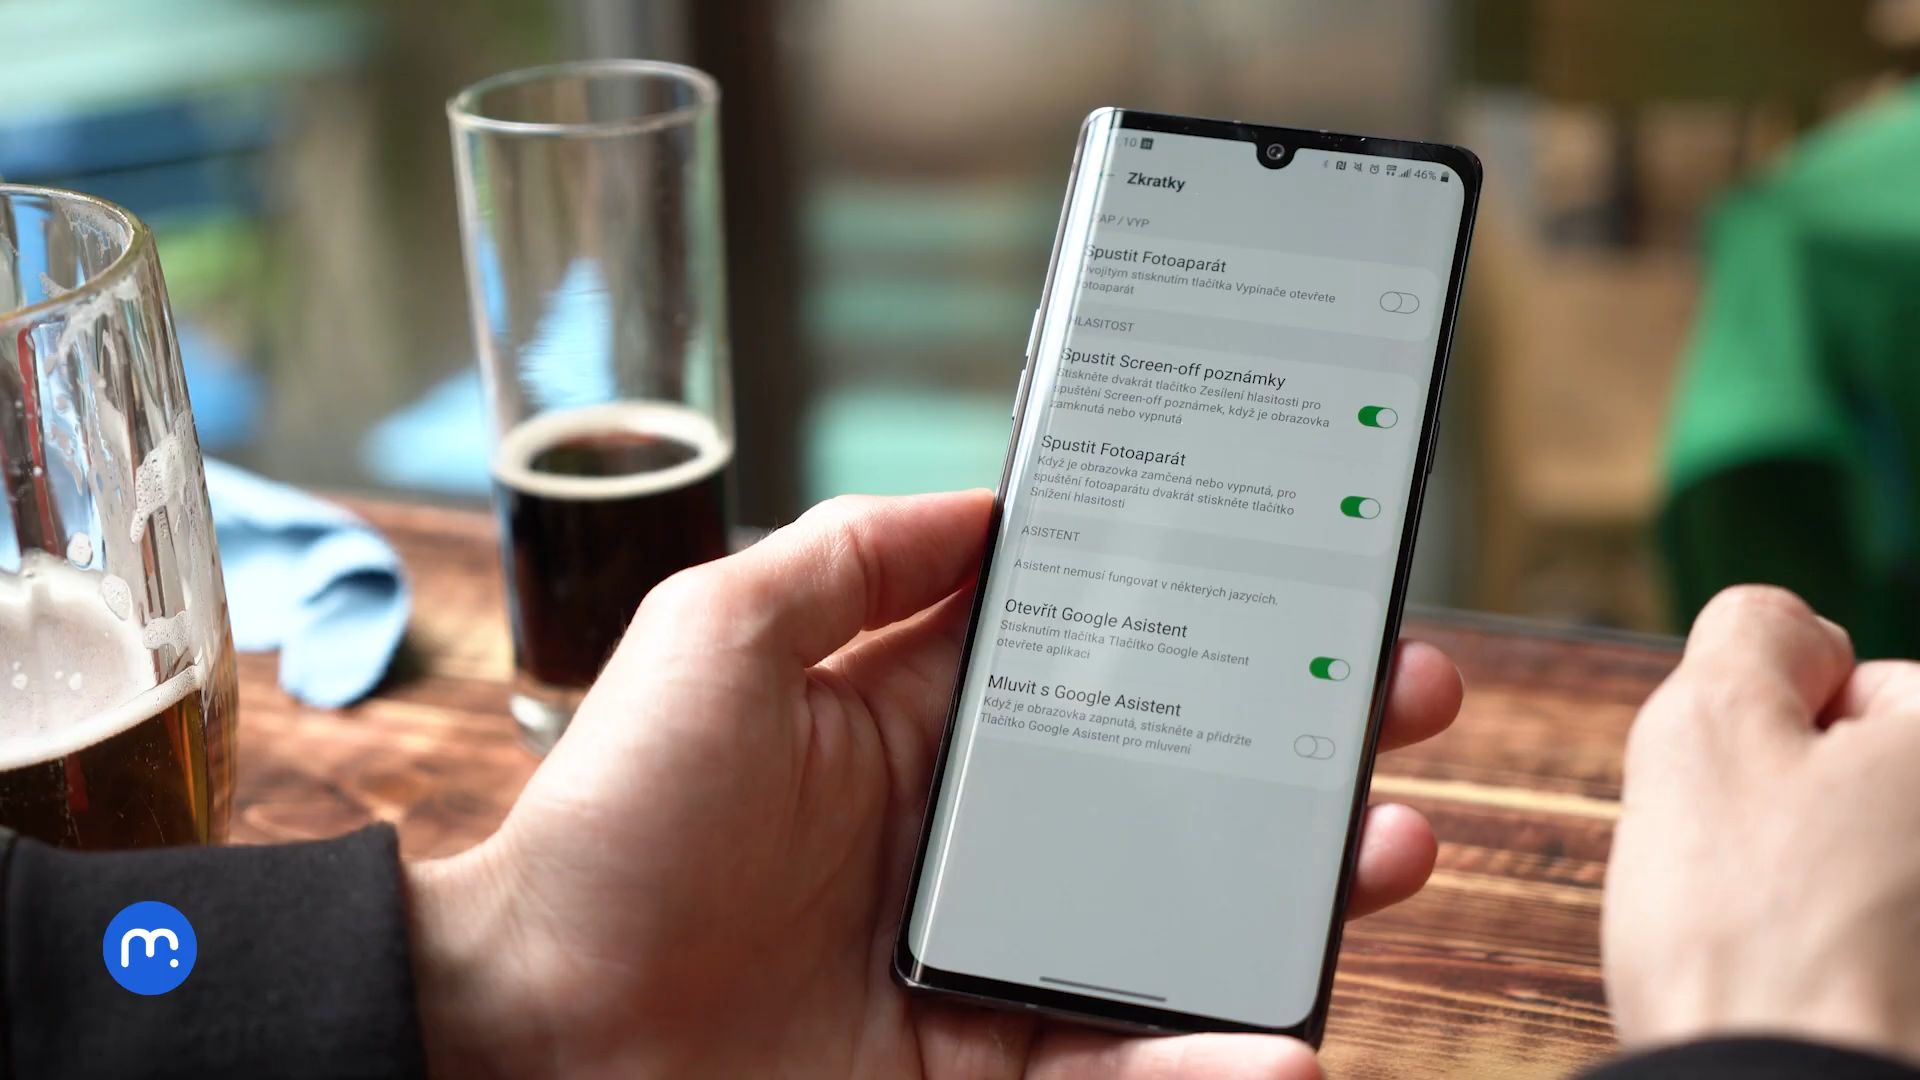 10
46%
Zkratky
ZAP / VYP
Spustit Fotoaparát
Dvojitým stisknutím tlačítka Vypínače otevřete
Fotoaparát
HLASITOST
Spustit Screen-off poznámky
Stiskněte dvakrát tlačítko Zesílení hlasitosti pro
spuštění Screen-off poznámek, když je obrazovka
zamknutá nebo vypnutá.
Spustit Fotoaparát
Když je obrazovka zamčená nebo vypnutá, pro
spuštění fotoaparátu dvakrát stiskněte tlačítko
Snížení hlasitosti
ASISTENT
Asistent nemusí fungovat v některých jazycích.
Otevřít Google Asistent
Stisknutím tlačítka Tlačítko Google Asistent
otevřete aplikaci
Mluvit s Google Asistent
Když je obrazovka zapnutá, stiskněte a přidržte
Tlačítko Google Asistent pro mluvení
m.